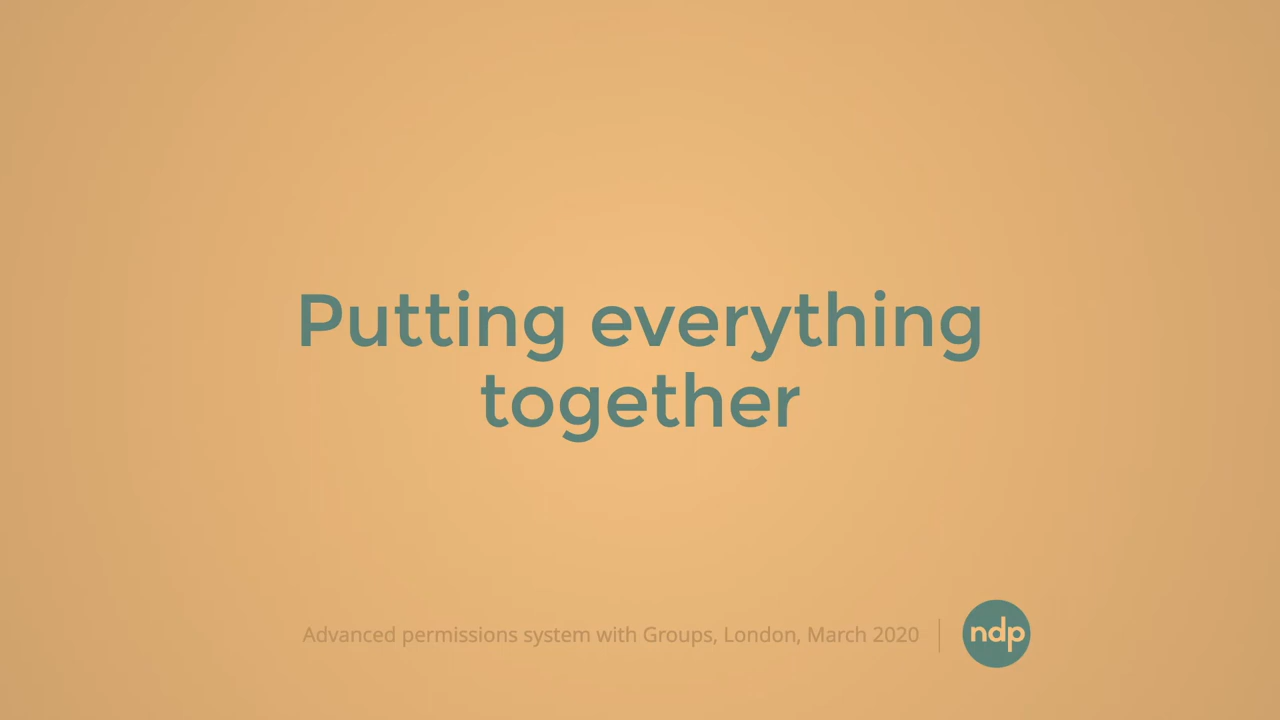 Putting everything
together
Advanced permissions system with Groups, London, March 2020
ndp